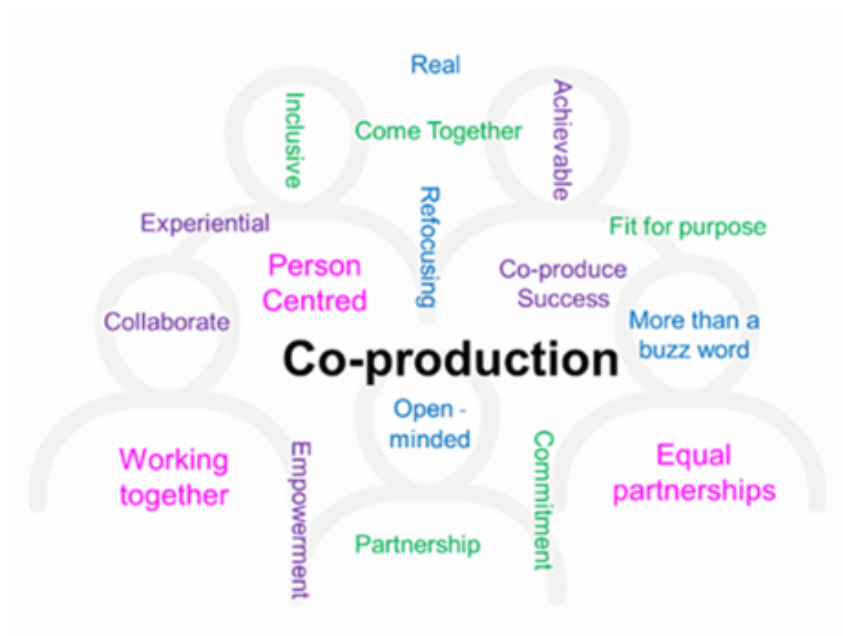 Real
Inclusive
Come Together
Achievable
Experiential
Refocusing
Fit for purpose
Person
Centred
Co-produce
Success
Collaborate
More than a
buzz word
Co-production
Open -
minded
Working
together
Empowerment
Commitment
Equal
partnerships
Partnership